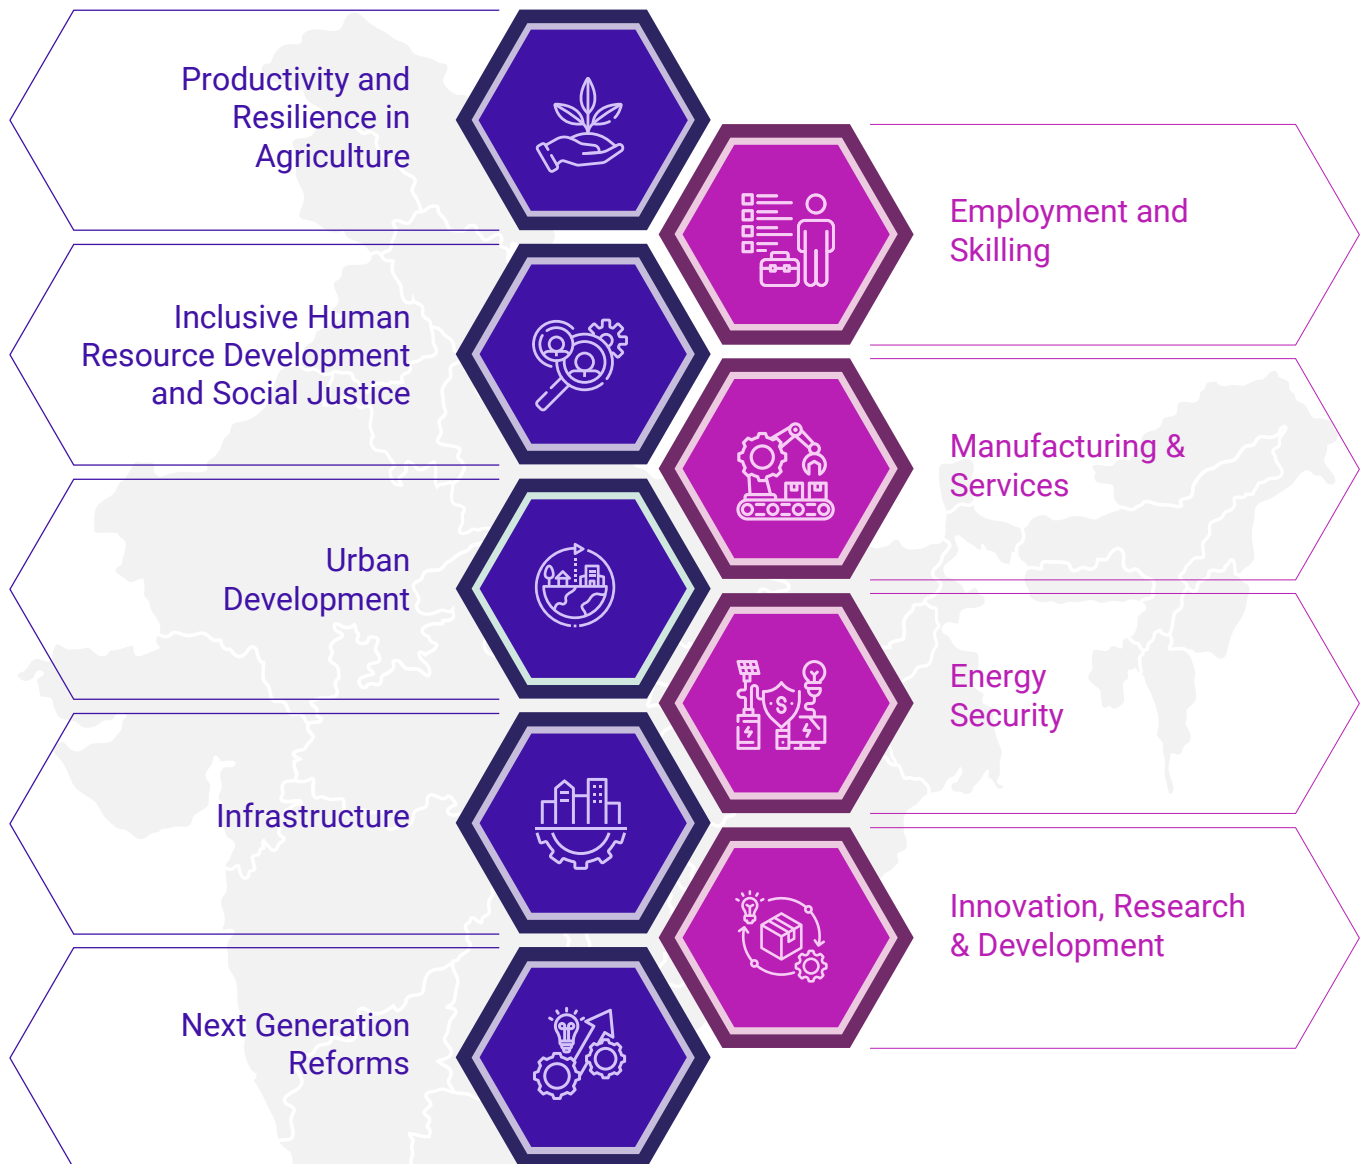 Productivity and
Resilience in
Agriculture
Employment and
Skilling
Inclusive Human
Resource Development
and Social Justice
Manufacturing &
Services
Urban
Development
Energy
Security
$
Infrastructure
Innovation, Research
& Development
Next Generation
Reforms